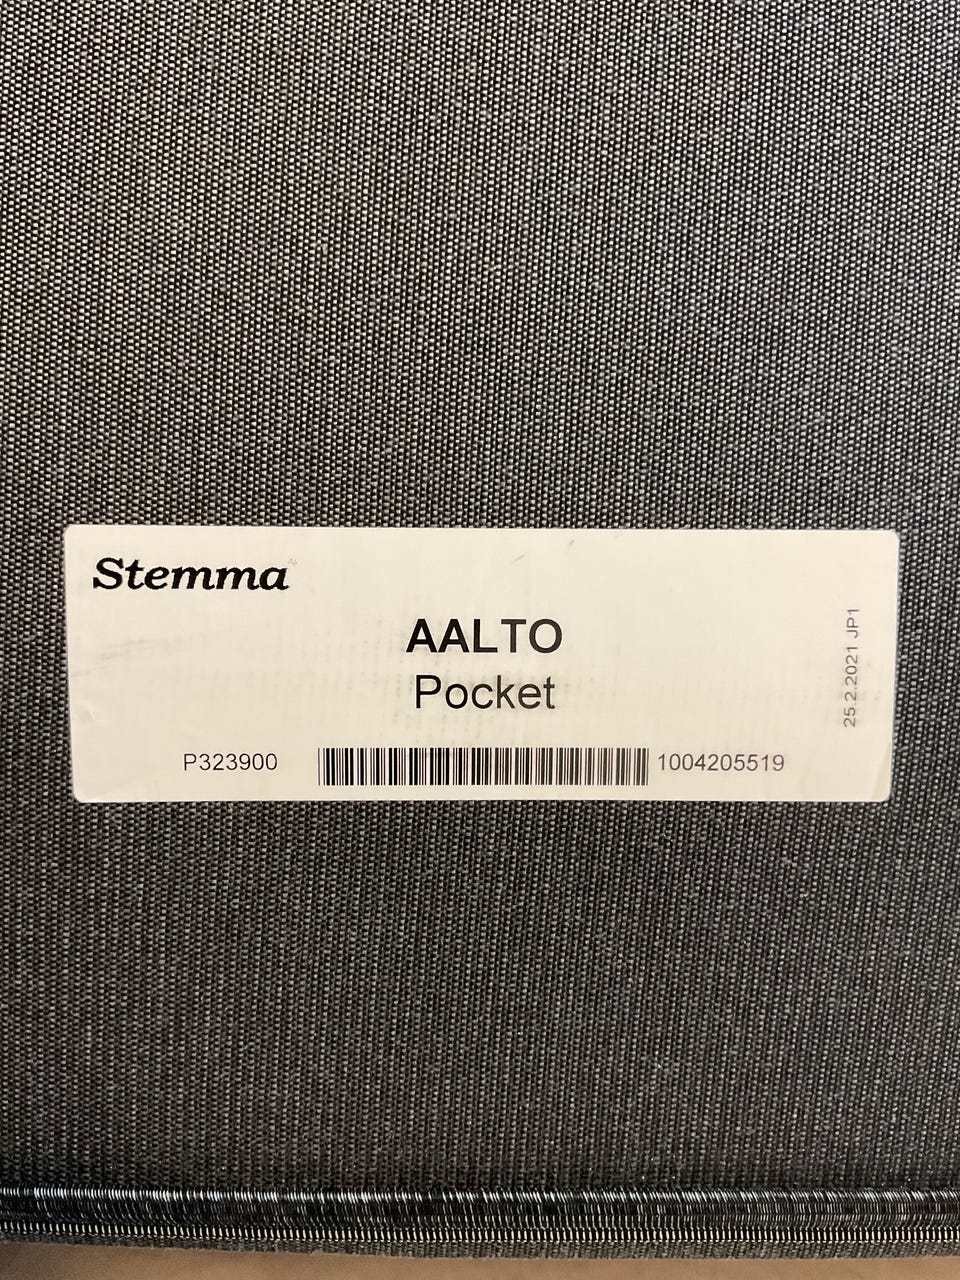 Stemma
AALTO
Pocket
P323900 1004205519
25.2.2021 JP1